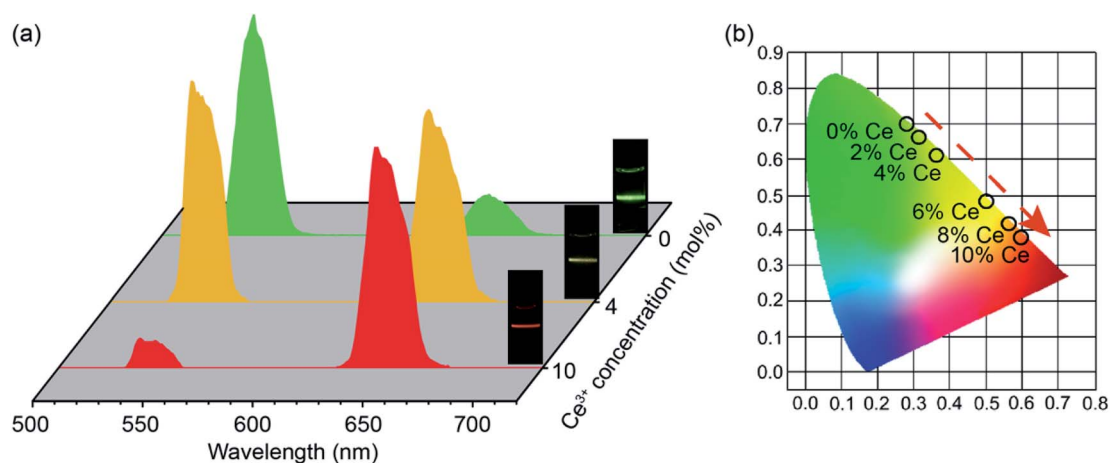 (a)
0
4
10
Ce³⁺ concentration (mol%)
500
550
600
650
700
Wavelength (nm)
(b)
0.9
0.8
0.7
0.6
0.5
0.4
0.3
0.2
0.1
0.0
0% Ce
2% Ce
4% Ce
6% Ce
8% Ce
10% Ce
0.0 0.1 0.2 0.3 0.4 0.5 0.6 0.7 0.8